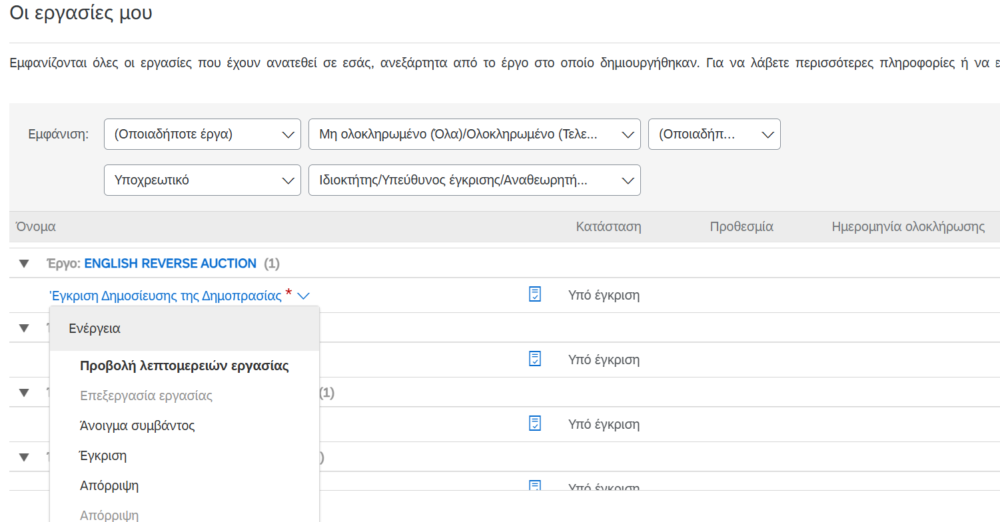 Οι εργασίες μου
Εμφανίζονται όλες οι εργασίες που έχουν ανατεθεί σε εσάς, ανεξάρτητα από το έργο στο οποίο δημιουργήθηκαν. Για να λάβετε περισσότερες πληροφορίες ή να ε
Εμφάνιση: (Οποιαδήποτε έργα) Μη ολοκληρωμένο (Όλα)/Ολοκληρωμένο (Τελε... (Οποιαδήπ...
Υποχρεωτικό Ιδιοκτήτης/Υπεύθυνος έγκρισης/Αναθεωρητή...
Όνομα Κατάσταση Προθεσμία Ημερομηνία ολοκλήρωσης
Έργο: ENGLISH REVERSE AUCTION (1)
'Εγκριση Δημοσίευσης της Δημοπρασίας * Υπό έγκριση
Ενέργεια
Υπό έγκριση
Προβολή λεπτομερειών εργασίας
Επεξεργασία εργασίας (1)
Άνοιγμα συμβάντος Υπό έγκριση
Έγκριση )
Απόρριψη Υπό έγκριση
Απόρριψη